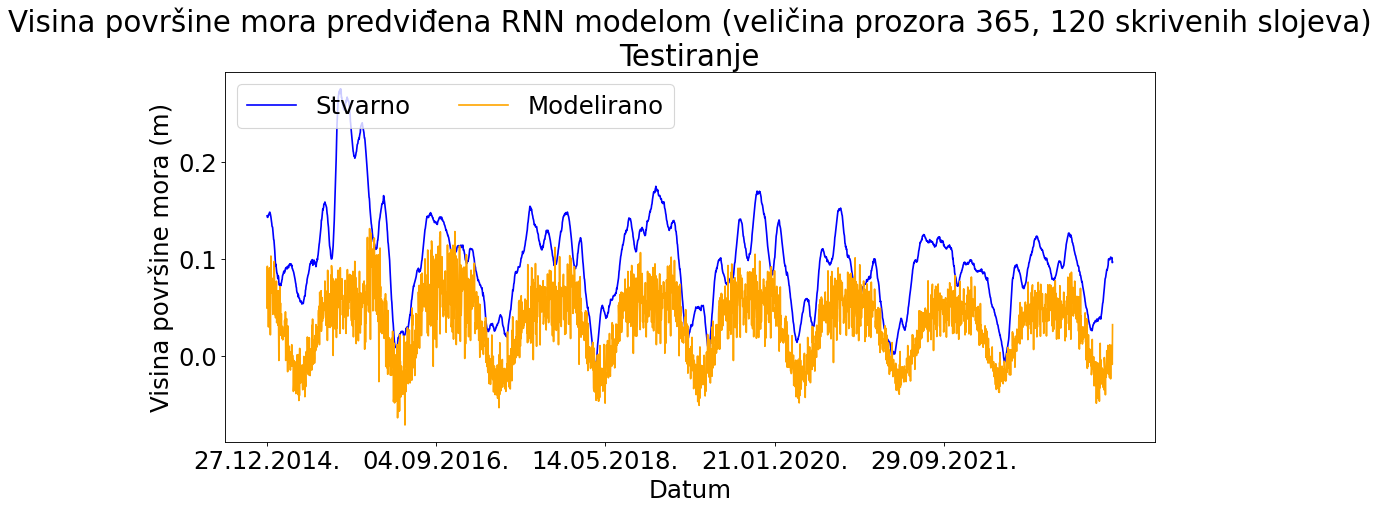 Visina površine mora predviđena RNN modelom (veličina prozora 365, 120 skrivenih slojeva)
Testiranje
Stvarno Modelirano
Visina površine mora (m)
0.2
0.1
0.0
27.12.2014. 04.09.2016. 14.05.2018. 21.01.2020. 29.09.2021.
Datum